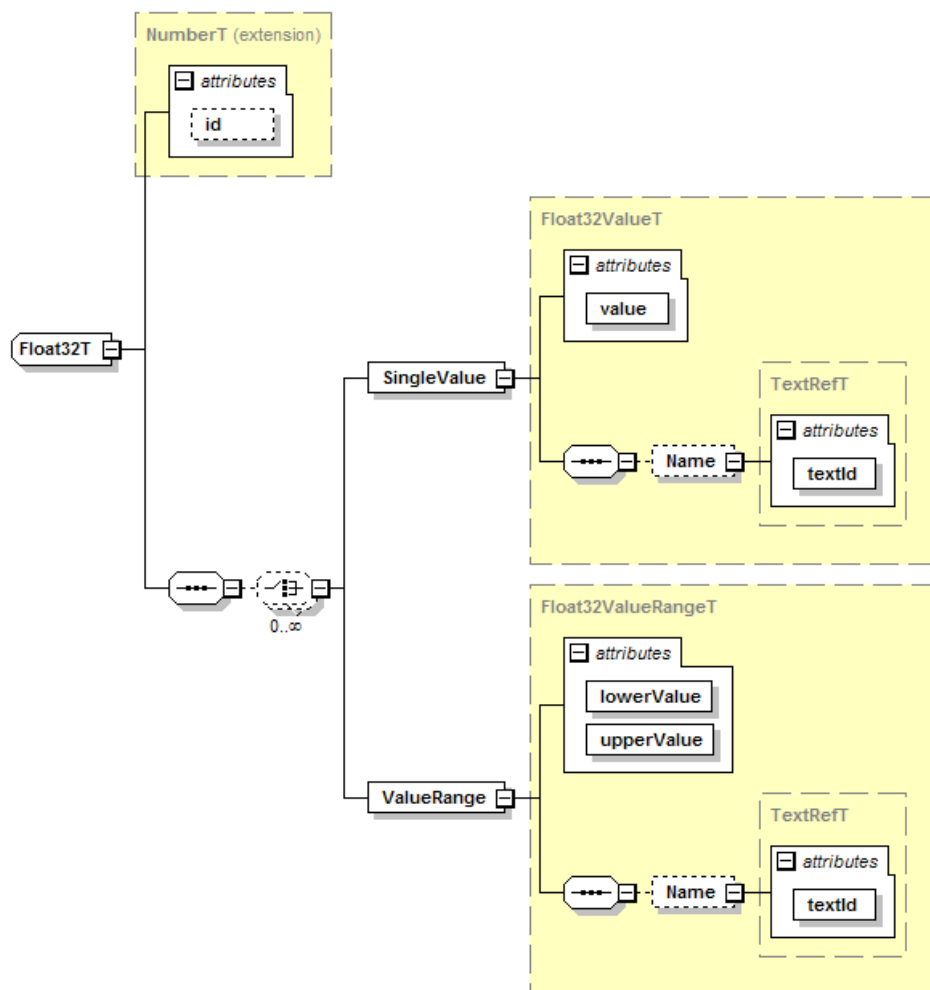 NumberT (extension)
attributes
id
Float32T
Float32ValueT
attributes
value
SingleValue
TextRefT
attributes
Name
textId
0..∞
Float32ValueRangeT
attributes
lowerValue
upperValue
ValueRange
TextRefT
attributes
Name
textId